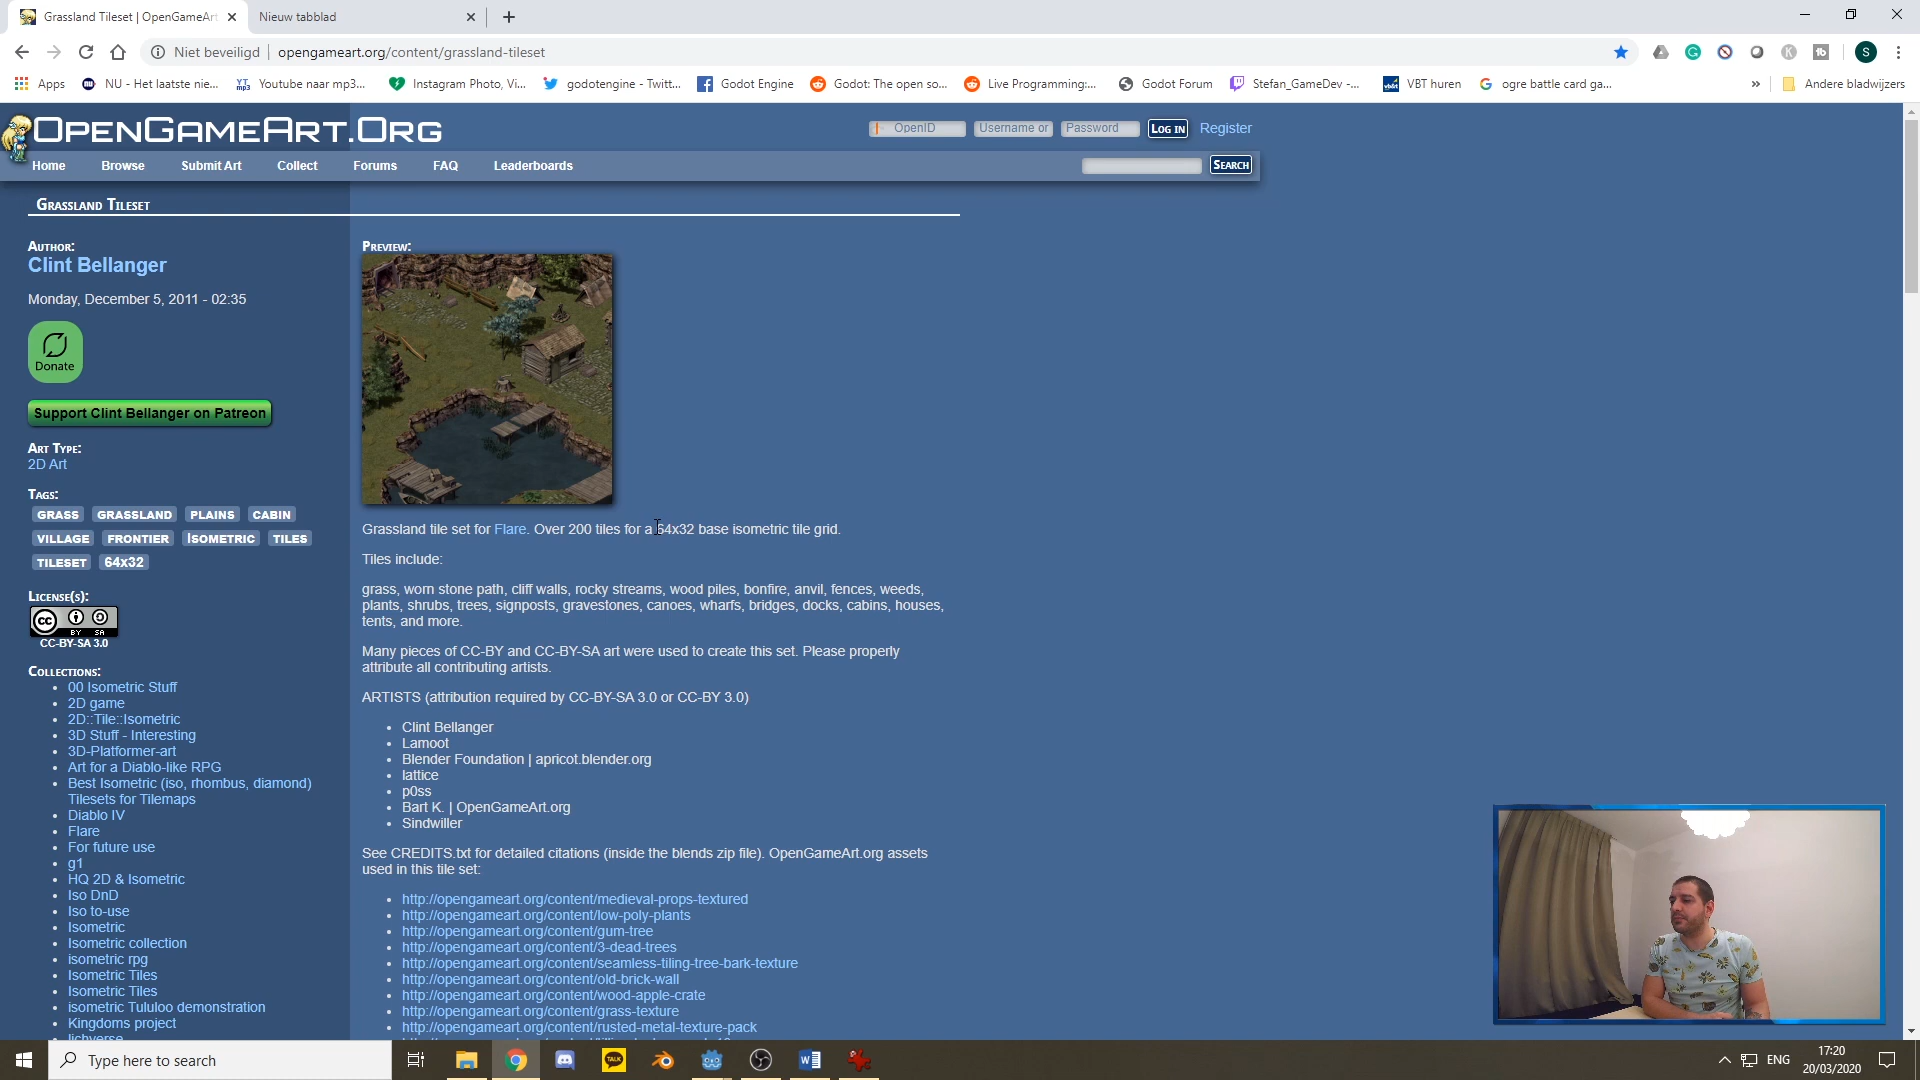 Grassland Tileset | OpenGameArt
Nieuw tabblad
Niet beveiligd
opengameart.org/content/grassland-tileset
S
Apps
NU - Het laatste nie...
YT mp3
Youtube naar mp3...
Instagram Photo, Vi...
godotengine - Twitt...
Godot Engine
Godot: The open so...
Live Programming:...
Godot Forum
Stefan_GameDev -...
VBT huren
ogre battle card ga...
»
Andere bladwijzers
OpenGameArt.Org
OpenID
Username or
Password
Log in
Register
Home
Browse
Submit Art
Collect
Forums
FAQ
Leaderboards
Search
Grassland Tileset
Author:
Clint Bellanger
Monday, December 5, 2011 - 02:35
Donate
Support Clint Bellanger on Patreon
Art Type:
2D Art
Tags:
grass
grassland
plains
cabin
village
frontier
Isometric
tiles
tileset
64x32
License(s):
cc
BY SA
CC-BY-SA 3.0
Collections:
• 00 Isometric Stuff
• 2D game
• 2D::Tile::Isometric
• 3D Stuff - Interesting
• 3D-Platformer-art
• Art for a Diablo-like RPG
• Best Isometric (iso, rhombus, diamond)
Tilesets for Tilemaps
• Diablo IV
• Flare
• For future use
• g1
• HQ 2D & Isometric
• Iso DnD
• Iso to-use
• Isometric
• Isometric collection
• isometric rpg
• Isometric Tiles
• Isometric Tiles
• isometric Tululoo demonstration
• Kingdoms project
• lichverse
Preview:
Grassland tile set for Flare. Over 200 tiles for a 64x32 base isometric tile grid.
Tiles include:
grass, worn stone path, cliff walls, rocky streams, wood piles, bonfire, anvil, fences, weeds,
plants, shrubs, trees, signposts, gravestones, canoes, wharfs, bridges, docks, cabins, houses,
tents, and more.
Many pieces of CC-BY and CC-BY-SA art were used to create this set. Please properly
attribute all contributing artists.
ARTISTS (attribution required by CC-BY-SA 3.0 or CC-BY 3.0)
• Clint Bellanger
• Lamoot
• Blender Foundation | apricot.blender.org
• lattice
• p0ss
• Bart K. | OpenGameArt.org
• Sindwiller
See CREDITS.txt for detailed citations (inside the blends zip file). OpenGameArt.org assets
used in this tile set:
• http://opengameart.org/content/medieval-props-textured
• http://opengameart.org/content/low-poly-plants
• http://opengameart.org/content/gum-tree
• http://opengameart.org/content/3-dead-trees
• http://opengameart.org/content/seamless-tiling-tree-bark-texture
• http://opengameart.org/content/old-brick-wall
• http://opengameart.org/content/wood-apple-crate
• http://opengameart.org/content/grass-texture
• http://opengameart.org/content/rusted-metal-texture-pack
Type here to search
TALK
ENG
17:20
20/03/2020